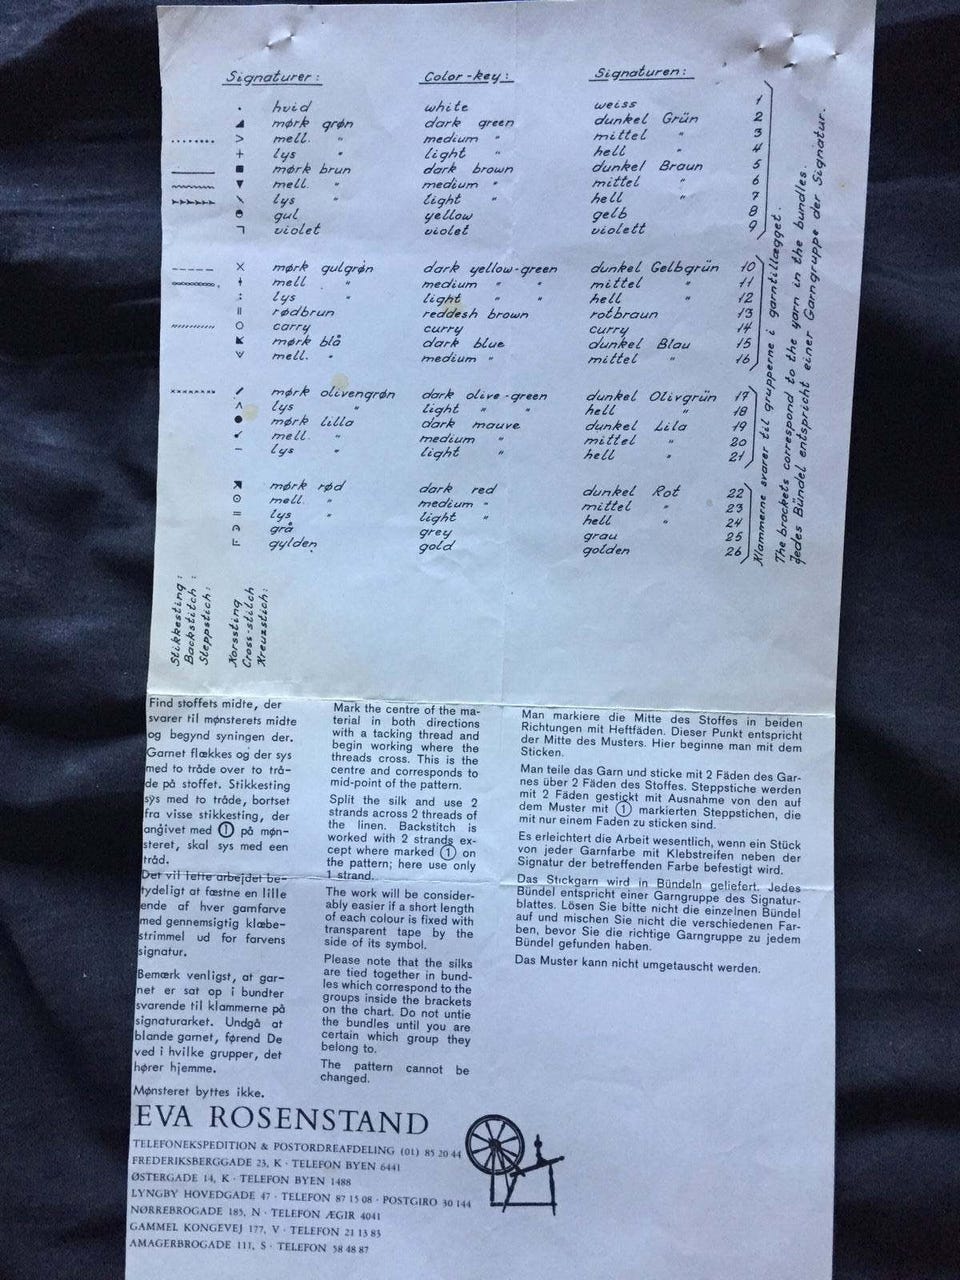 Signaturer: Color-key: Signaturen:
· hvid white weiss 1
◢ mørk grøn dark green dunkel Grün 2
> mell. " medium " mittel " 3
+ lys " light " hell " 4
■ mørk brun dark brown dunkel Braun 5
▼ mell. " medium " mittel " 6
/ lys " light " hell " 7
gul yellow gelb 8
¬ violet violet violett 9
× mørk gulgrøn dark yellow-green dunkel Gelbgrün 10
mell " medium " " mittel " 11
: lys " light " " hell " 12
॥ rødbrun reddesh brown rotbraun 13
○ carry curry curry 14
mørk blå dark blue dunkel Blau 15
mell. " medium " mittel " 16
mørk olivengrøn dark olive-green dunkel Olivgrün 17
^ lys " light " " hell " 18
● mørk lilla dark mauve dunkel Lila 19
mell. " medium " mittel " 20
- lys " light " hell " 21
mørk rød dark red dunkel Rot 22
⊙ mell. " medium " mittel " 23
= lys " light " hell " 24
grå grey grau 25
gylden gold golden 26
Klammerne svarer til grupperne i garntillægget.
The brackets correspond to the yarn in the bundles.
Jedes Bündel entspricht einer Garngruppe der Signatur.
Stikkesting:
Backstitch:
Steppstich:
Korssting
Cross-stitch
Kreuzstich:
Find stoffets midte, der
svarer til mønsterets midte
og begynd syningen der.
Garnet flækkes og der sys
med to tråde over to trå-
de på stoffet. Stikkesting
sys med to tråde, bortset
fra visse stikkesting, der
angivet med ① på møn-
steret, skal sys med een
tråd.
Det vil lette arbejdet be-
tydeligt at fæstne en lille
ende af hver garnfarve
med gennemsigtig klæbe-
strimmel ud for farvens
signatur.
Bemærk venligst, at gar-
net er sat op i bundter
svarende til klammerne på
signaturarket. Undgå at
blande garnet, førend De
ved i hvilke grupper, det
hører hjemme.
Mønsteret byttes ikke.
Mark the centre of the ma-
terial in both directions
with a tacking thread and
begin working where the
threads cross. This is the
centre and corresponds to
mid-point of the pattern.
Split the silk and use 2
strands across 2 threads of
the linen. Backstitch is
worked with 2 strands ex-
cept where marked ① on
the pattern; here use only
1 strand.
The work will be consider-
ably easier if a short length
of each colour is fixed with
transparent tape by the
side of its symbol.
Please note that the silks
are tied together in bund-
les which correspond to the
groups inside the brackets
on the chart. Do not untie
the bundles until you are
certain which group they
belong to.
The pattern cannot be
changed.
Man markiere die Mitte des Stoffes in beiden
Richtungen mit Heftfäden. Dieser Punkt entspricht
der Mitte des Musters. Hier beginne man mit dem
Sticken.
Man teile das Garn und sticke mit 2 Fäden des Gar-
nes über 2 Fäden des Stoffes. Steppstiche werden
mit 2 Fäden gestickt mit Ausnahme von den auf
dem Muster mit ① markierten Steppstichen, die
mit nur einem Faden zu sticken sind.
Es erleichtert die Arbeit wesentlich, wenn ein Stück
von jeder Garnfarbe mit Klebstreifen neben der
Signatur der betreffenden Farbe befestigt wird.
Das Stickgarn wird in Bündeln geliefert. Jedes
Bündel entspricht einer Garngruppe des Signatur-
blattes. Lösen Sie bitte nicht die einzelnen Bündel
auf und mischen Sie nicht die verschiedenen Far-
ben, bevor Sie die richtige Garngruppe zu jedem
Bündel gefunden haben.
Das Muster kann nicht umgetauscht werden.
EVA ROSENSTAND
TELEFONEKSPEDITION & POSTORDREAFDELING (01) 85 20 44
FREDERIKSBERGGADE 23, K · TELEFON BYEN 6441
ØSTERGADE 14, K · TELEFON BYEN 1488
LYNGBY HOVEDGADE 47 · TELEFON 87 15 08 · POSTGIRO 30 144
NØRREBROGADE 185, N · TELEFON ÆGIR 4041
GAMMEL KONGEVEJ 177, V · TELEFON 21 13 83
AMAGERBROGADE 111, S · TELEFON 58 48 87